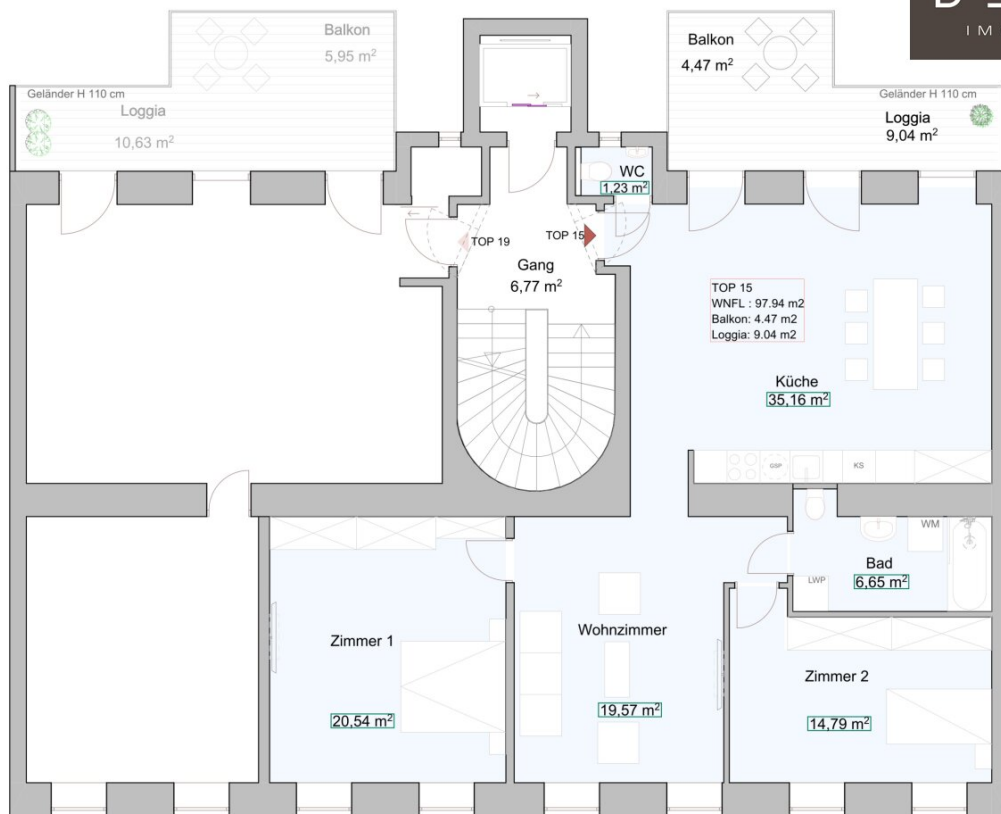 IM
Balkon
5,95 m²
Geländer H 110 cm
Loggia
10,63 m²
Balkon
4,47 m²
Geländer H 110 cm
Loggia
9,04 m²
WC
1,23 m²
TOP 19
TOP 15
Gang
6,77 m²
TOP 15
WNFL : 97.94 m2
Balkon: 4.47 m2
Loggia: 9.04 m2
Küche
35,16 m²
GSP
KS
WM
Bad
6,65 m²
LWP
Zimmer 1
20,54 m²
Wohnzimmer
19,57 m²
Zimmer 2
14,79 m²